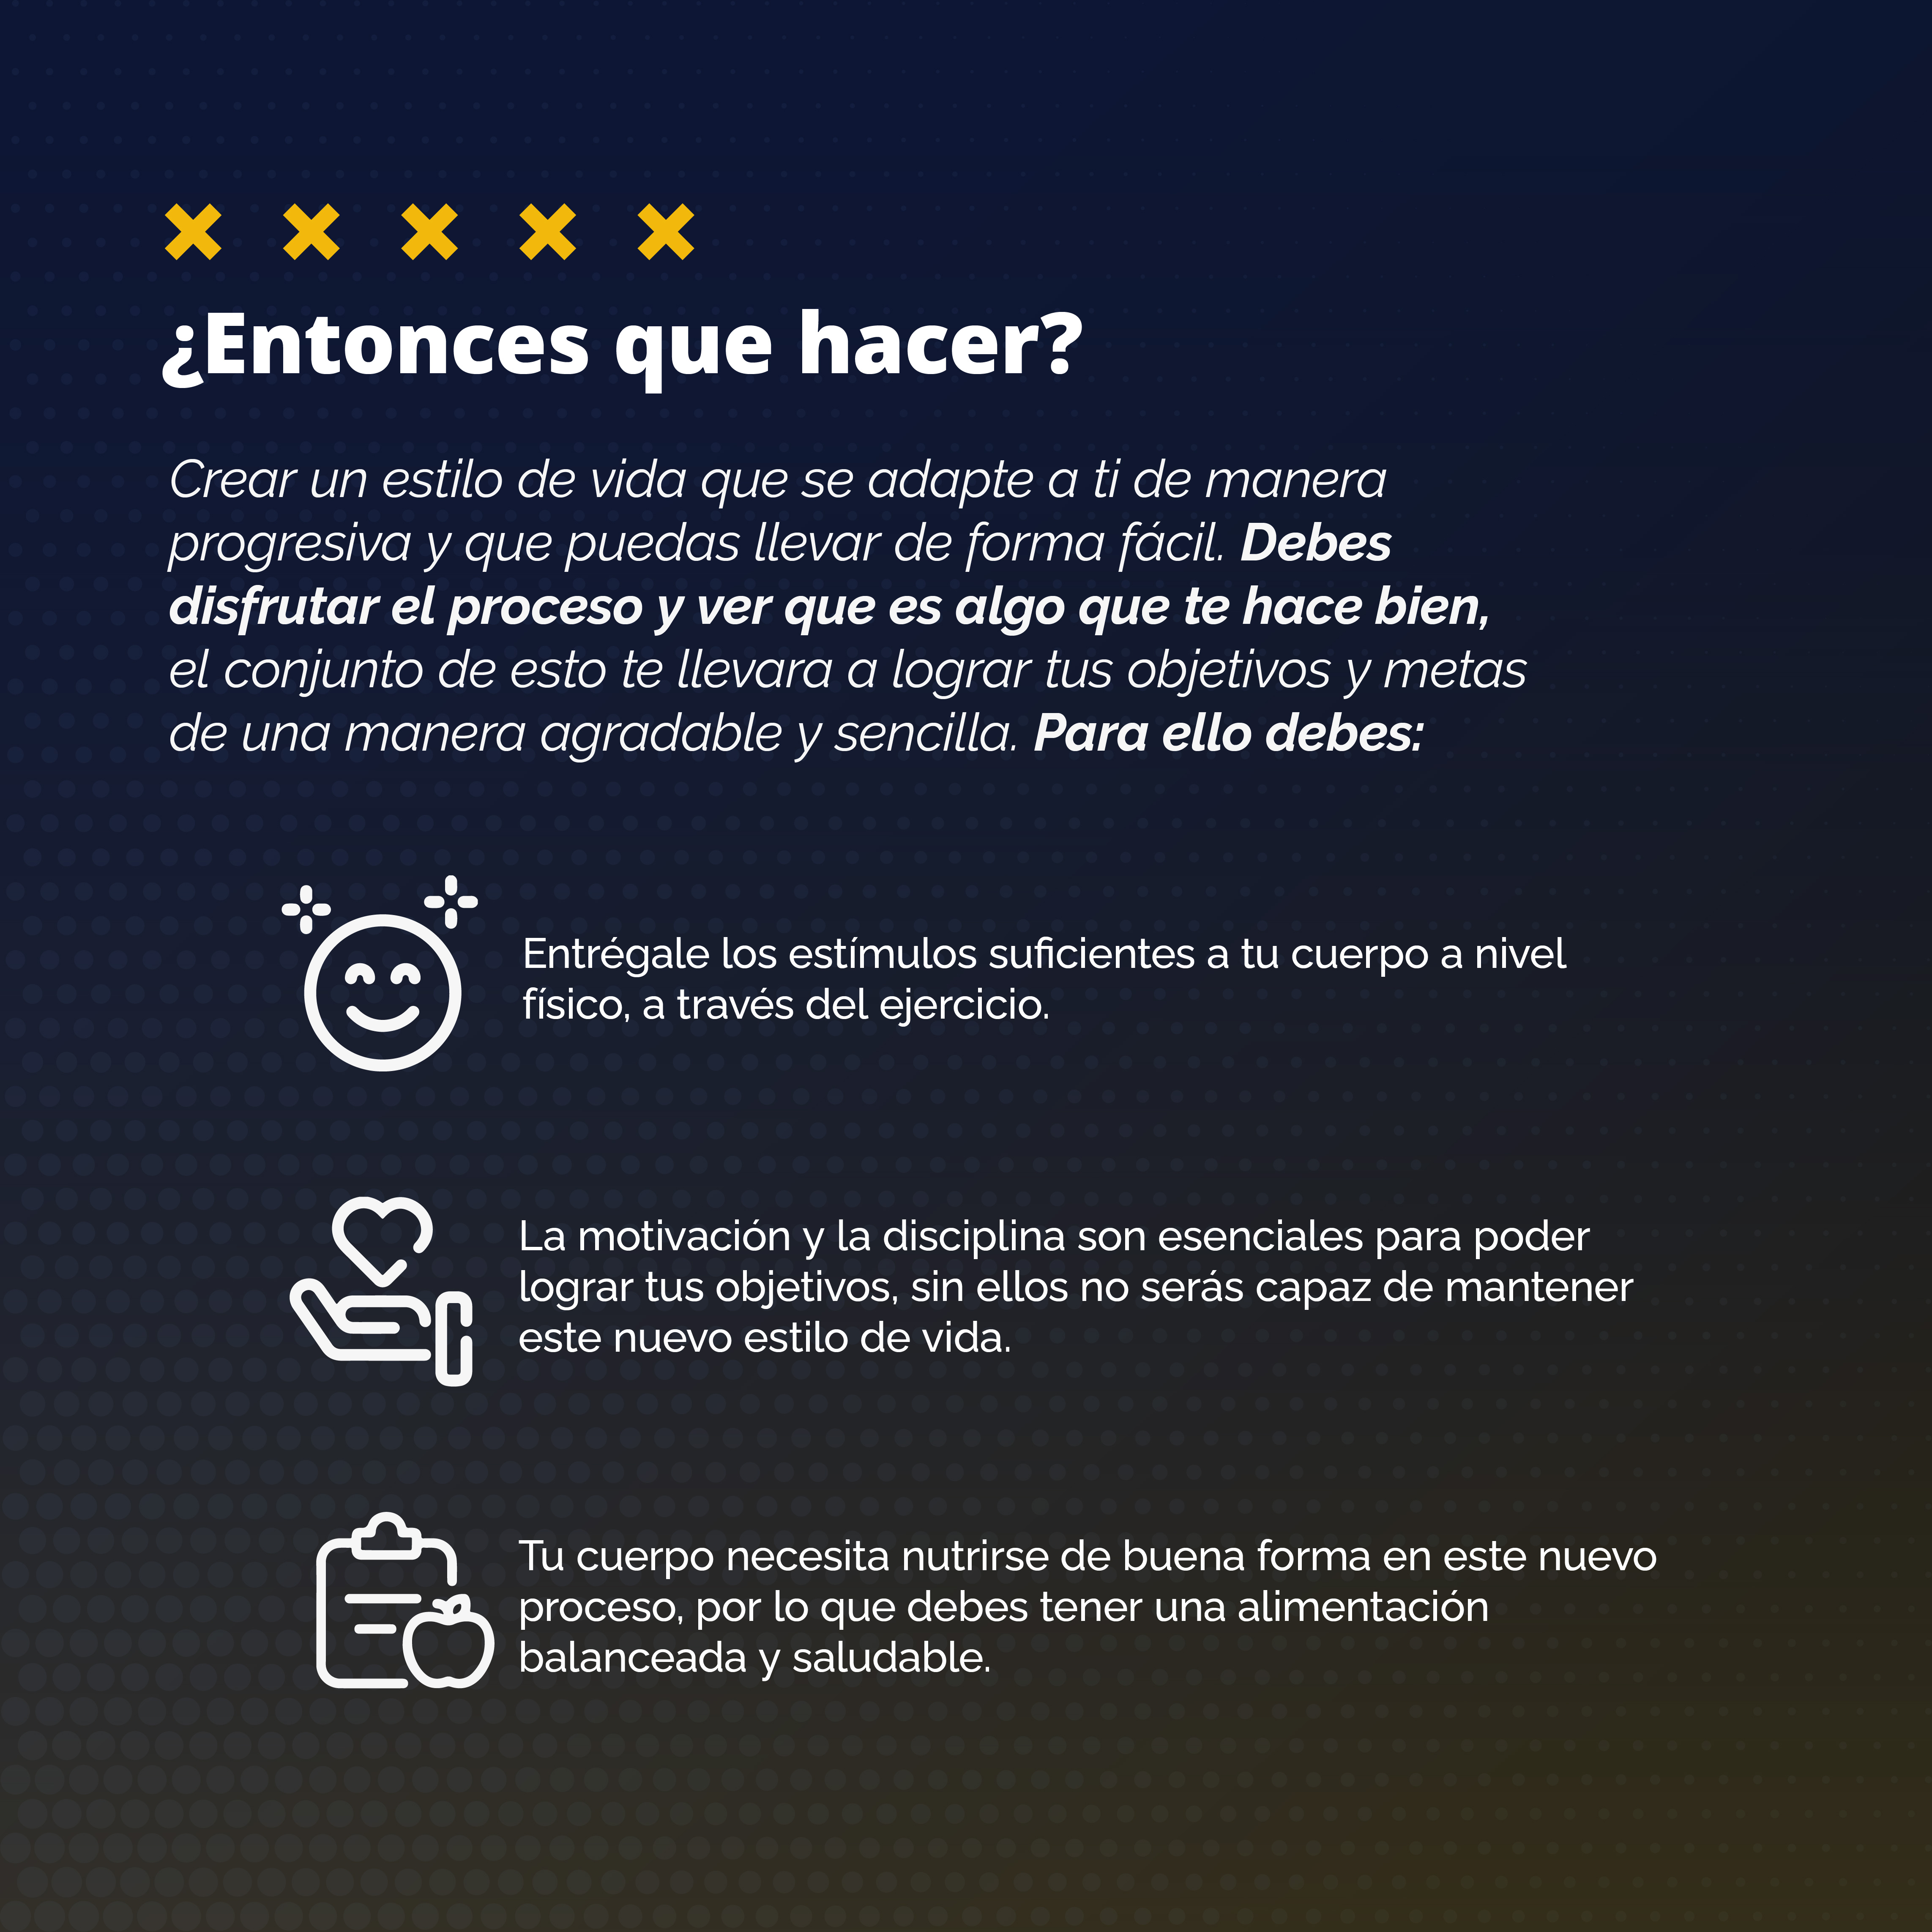 ¿Entonces que hacer?
Crear un estilo de vida que se adapte a ti de manera
progresiva y que puedas llevar de forma fácil. Debes
disfrutar el proceso y ver que es algo que te hace bien,
el conjunto de esto te llevara a lograr tus objetivos y metas
de una manera agradable y sencilla. Para ello debes:
Entrégale los estímulos suficientes a tu cuerpo a nivel
físico, a través del ejercicio.
La motivación y la disciplina son esenciales para poder
lograr tus objetivos, sin ellos no serás capaz de mantener
este nuevo estilo de vida.
Tu cuerpo necesita nutrirse de buena forma en este nuevo
proceso, por lo que debes tener una alimentación
balanceada y saludable.